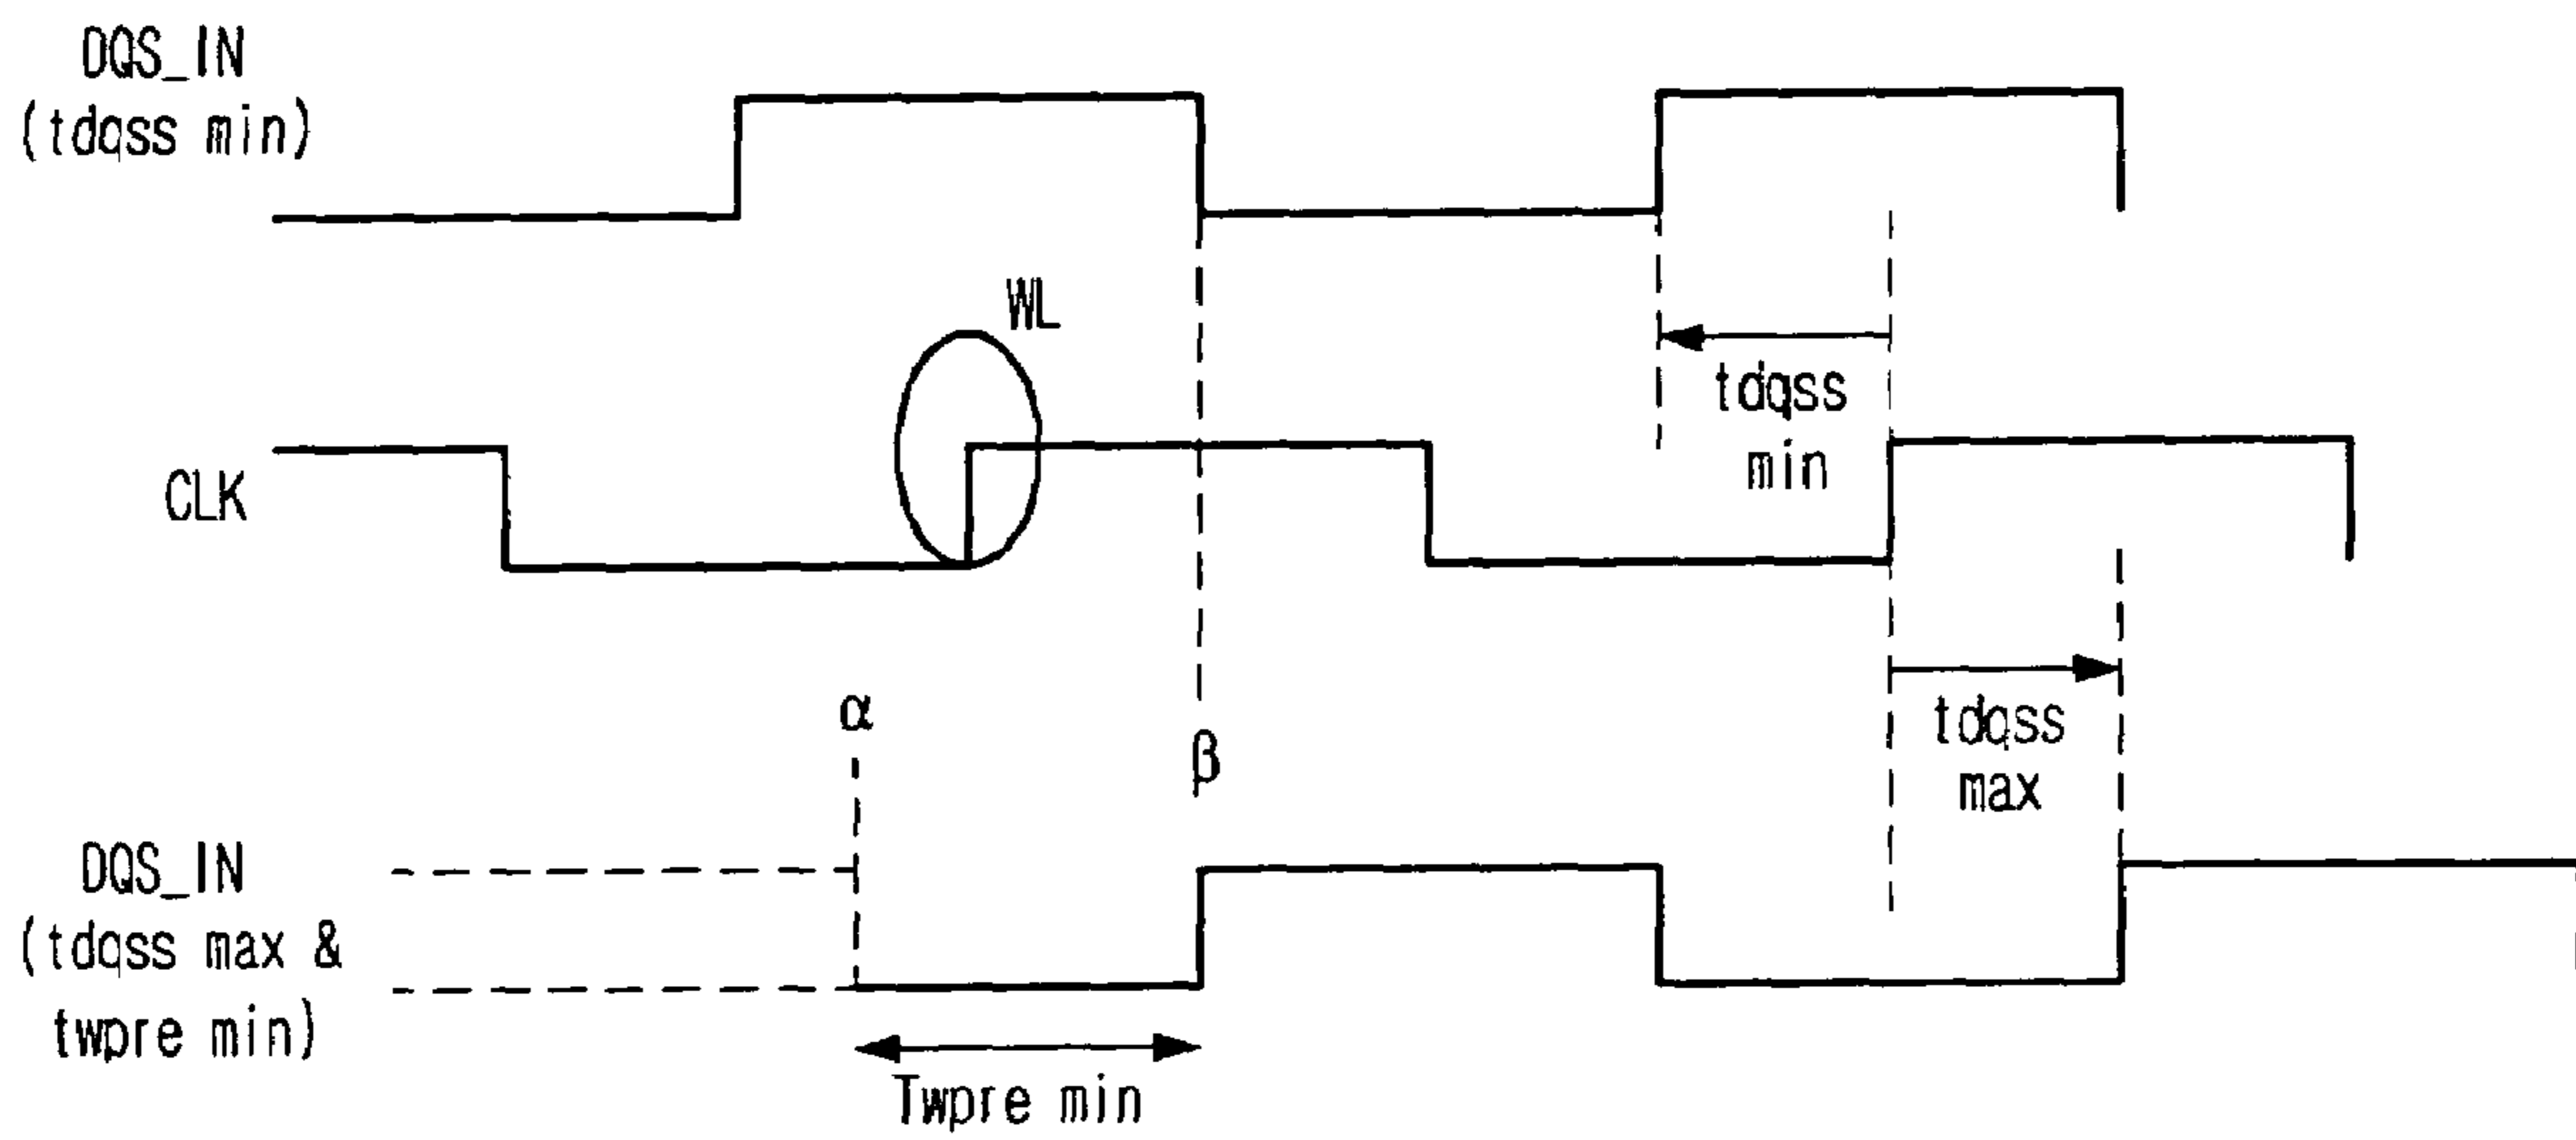 DQS_IN
(tdqss min)
WL
tdqss
min
CLK
α
β
tdqss
max
DQS_IN
(tdqss max &
twpre min)
Twpre min